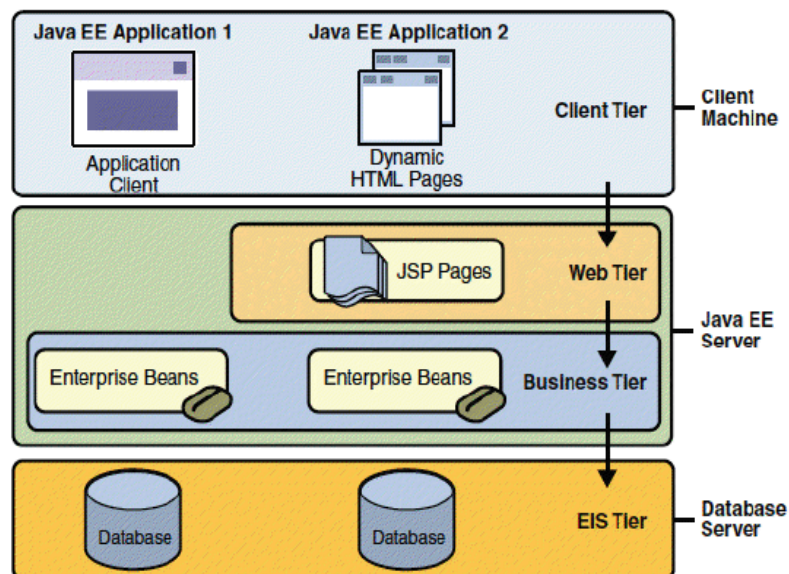 Java EE Application 1
Java EE Application 2
Application
Client
Dynamic
HTML Pages
Client Tier
Client
Machine
JSP Pages
Web Tier
Java EE
Server
Enterprise Beans
Enterprise Beans
Business Tier
Database
Database
EIS Tier
Database
Server